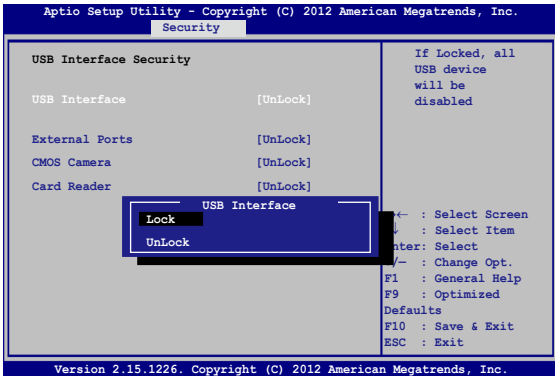 Aptio Setup Utility - Copyright (C) 2012 American Megatrends, Inc.
Security
USB Interface Security
USB Interface [UnLock]
External Ports [UnLock]
CMOS Camera [UnLock]
Card Reader [UnLock]
USB Interface
Lock
UnLock
If Locked, all
USB device
will be
disabled
← : Select Screen
↓ : Select Item
nter: Select
/— : Change Opt.
F1 : General Help
F9 : Optimized
Defaults
F10 : Save & Exit
ESC : Exit
Version 2.15.1226. Copyright (C) 2012 American Megatrends, Inc.